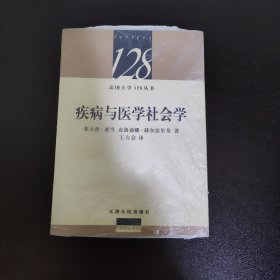 128
法国大学128丛书
疾病与医学社会学
菲力普·亚当 克洛迪娜·赫尔兹里奇 著
王吉会 译
天津人民出版社